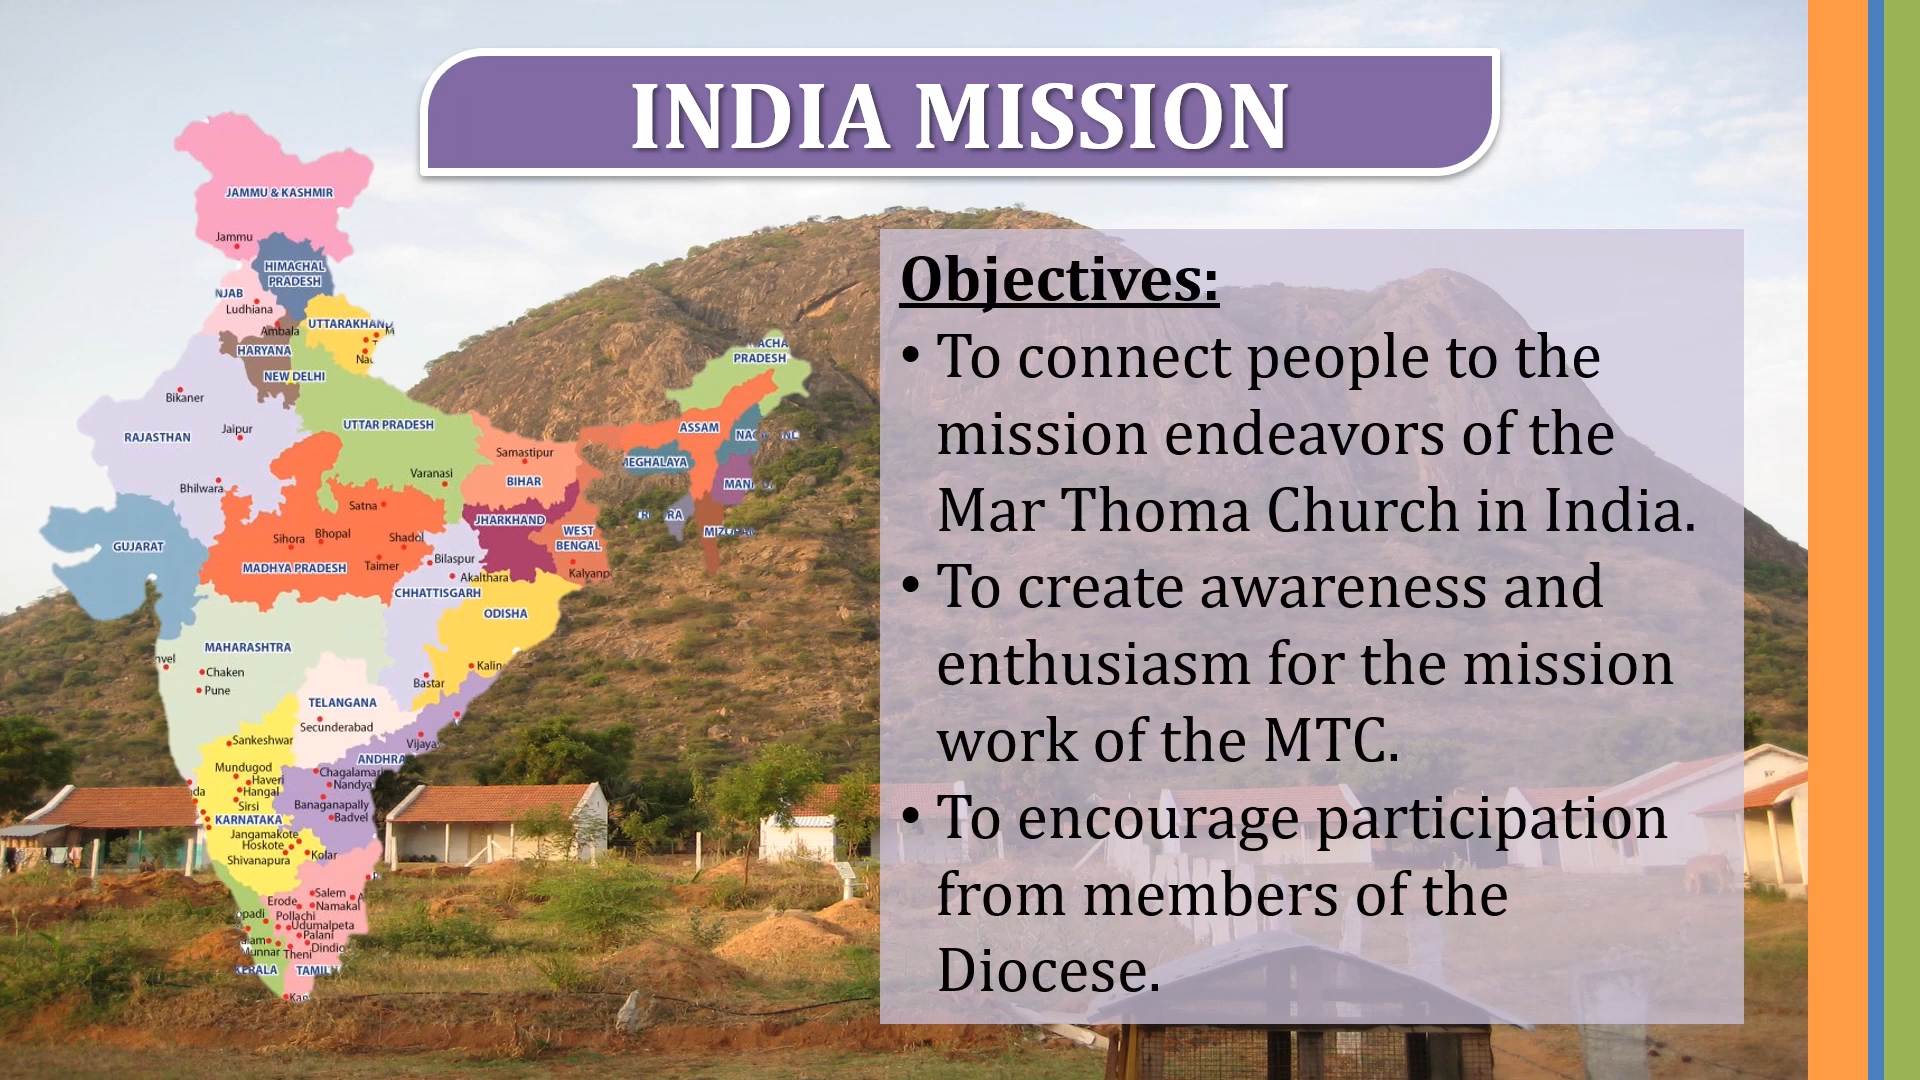 INDIA MISSION
JAMMU & KASHMIR
Jammu
HIMACHAL
PRADESH
Ludhiana
Ambala
UTTARAKHAND
HARYANA
NEW DELHI
Bikaner
RAJASTHAN
Jaipur
UTTAR PRADESH
Bhilwara
Varanasi
Samastipur
BIHAR
Satna
JHARKHAND
WEST
BENGAL
GUJARAT
Sihora
Bhopal
Shadol
MADHYA PRADESH
Taimer
Bilaspur
Akalthara
Kalyanp
CHHATTISGARH
ODISHA
PRADESH
ASSAM
MEGHALAYA
MAHARASHTRA
Chaken
Pune
Kalin
Bastar
TELANGANA
Secunderabad
Sankeshwar
Vijaya
ANDHRA
Mundugod
Haveri
Hangal
Sirsi
Chagalamari
Nandya
Banaganapally
Badvel
KARNATAKA
Jangamakote
Hoskote
Shivanapura
Kolar
Salem
Erode
Namakal
Pollachi
Udumalpeta
Palani
Dindig
Munnar
Theni
KERALA
TAMIL
Objectives:
• To connect people to the
mission endeavors of the
Mar Thoma Church in India.
• To create awareness and
enthusiasm for the mission
work of the MTC.
• To encourage participation
from members of the
Diocese.